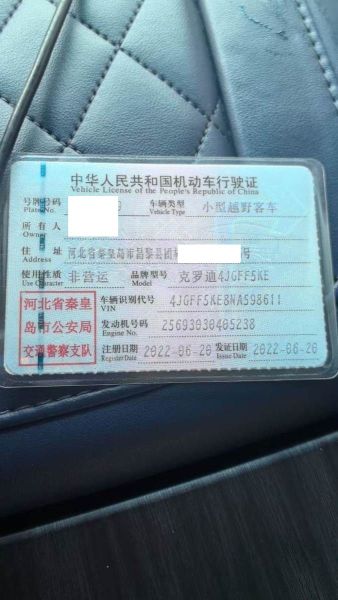 中华人民共和国机动车行驶证
Vehicle License of the People's Republic of China
号牌号码 车辆类型 小型越野客车
Plate No. Vehicle Type
所有人
Owner
住址 河北省秦皇岛市昌黎县团 号
Address
使用性质 非营运 品牌型号 克罗迪4JGFF5KE
Use Character Model
河北省秦皇
岛市公安局
交通警察支队
车辆识别代号 4JGFF5KE8NA598611
VIN
发动机号码 25693030405238
Engine No.
注册日期 2022-06-20 发证日期 2022-06-20
Register Date Issue Date